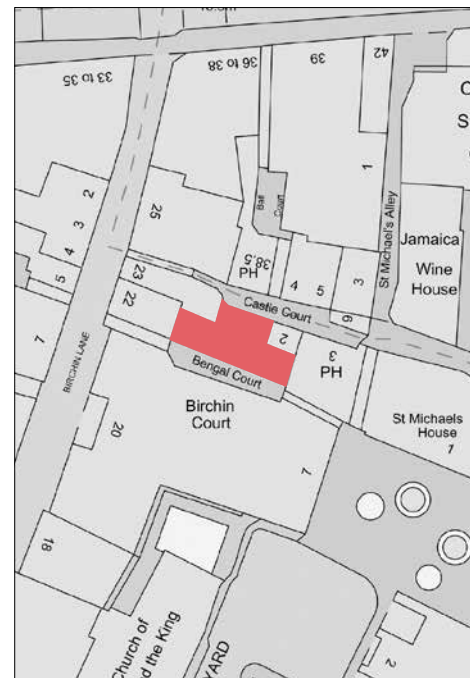 33 to 35
36 to 38
39
42
C
S
2
3
4
5
25
Ball
Court
1
St Michael's Alley
Jamaica
Wine
House
38.5
PH
4
5
3
6
23
22
Castle Court
2
3
PH
7
BIRCHIN LANE
Bengal Court
Birchin
Court
St Michaels
House
1
20
7
18
Church of
d the King
YARD
2